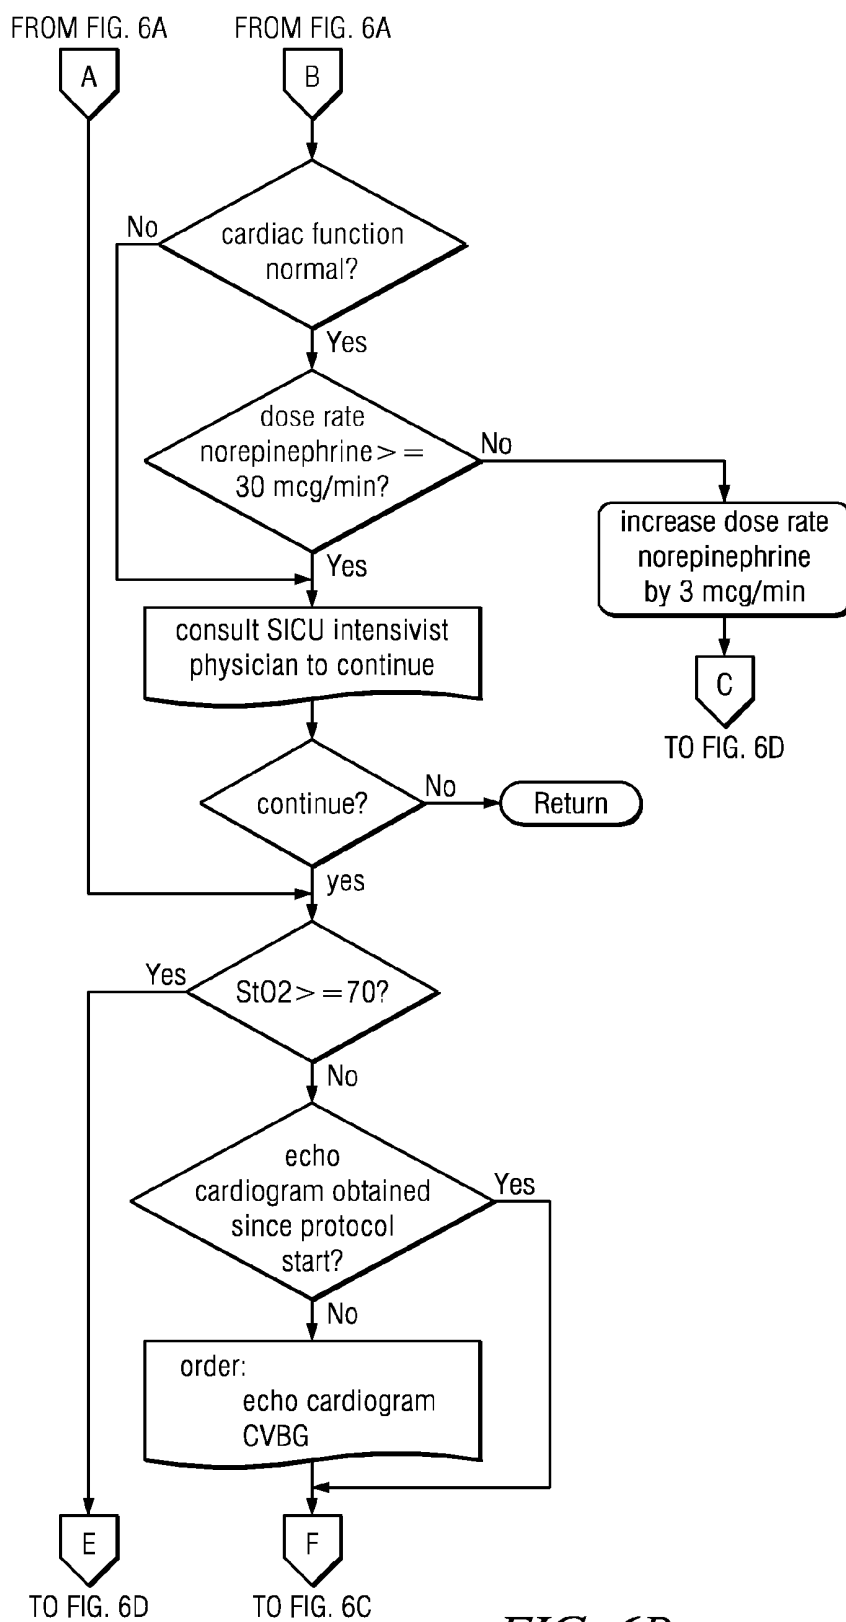 FROM FIG. 6A
FROM FIG. 6A
A
B
No
cardiac function
normal?
Yes
dose rate
norepinephrine > =
30 mcg/min?
No
Yes
increase dose rate
norepinephrine
by 3 mcg/min
consult SICU intensivist
physician to continue
C
TO FIG. 6D
continue?
No
Return
yes
Yes
StO2 > =70?
No
echo
cardiogram obtained
since protocol
start?
Yes
No
order:
echo cardiogram
CVBG
E
F
TO FIG. 6D
TO FIG. 6C